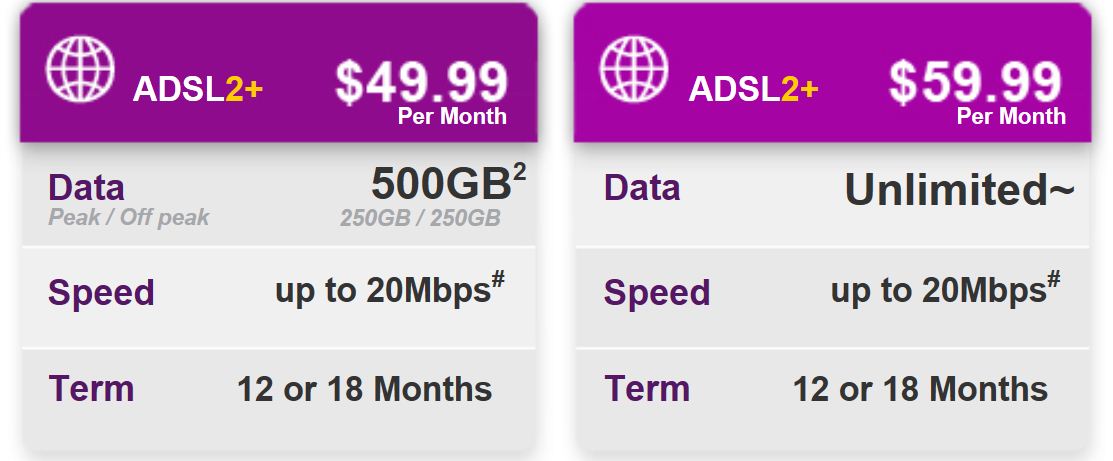 ADSL2+ $49.99
Per Month
Data 500GB²
Peak / Off peak 250GB / 250GB
Speed up to 20Mbps#
Term 12 or 18 Months
ADSL2+ $59.99
Per Month
Data Unlimited~
Speed up to 20Mbps#
Term 12 or 18 Months